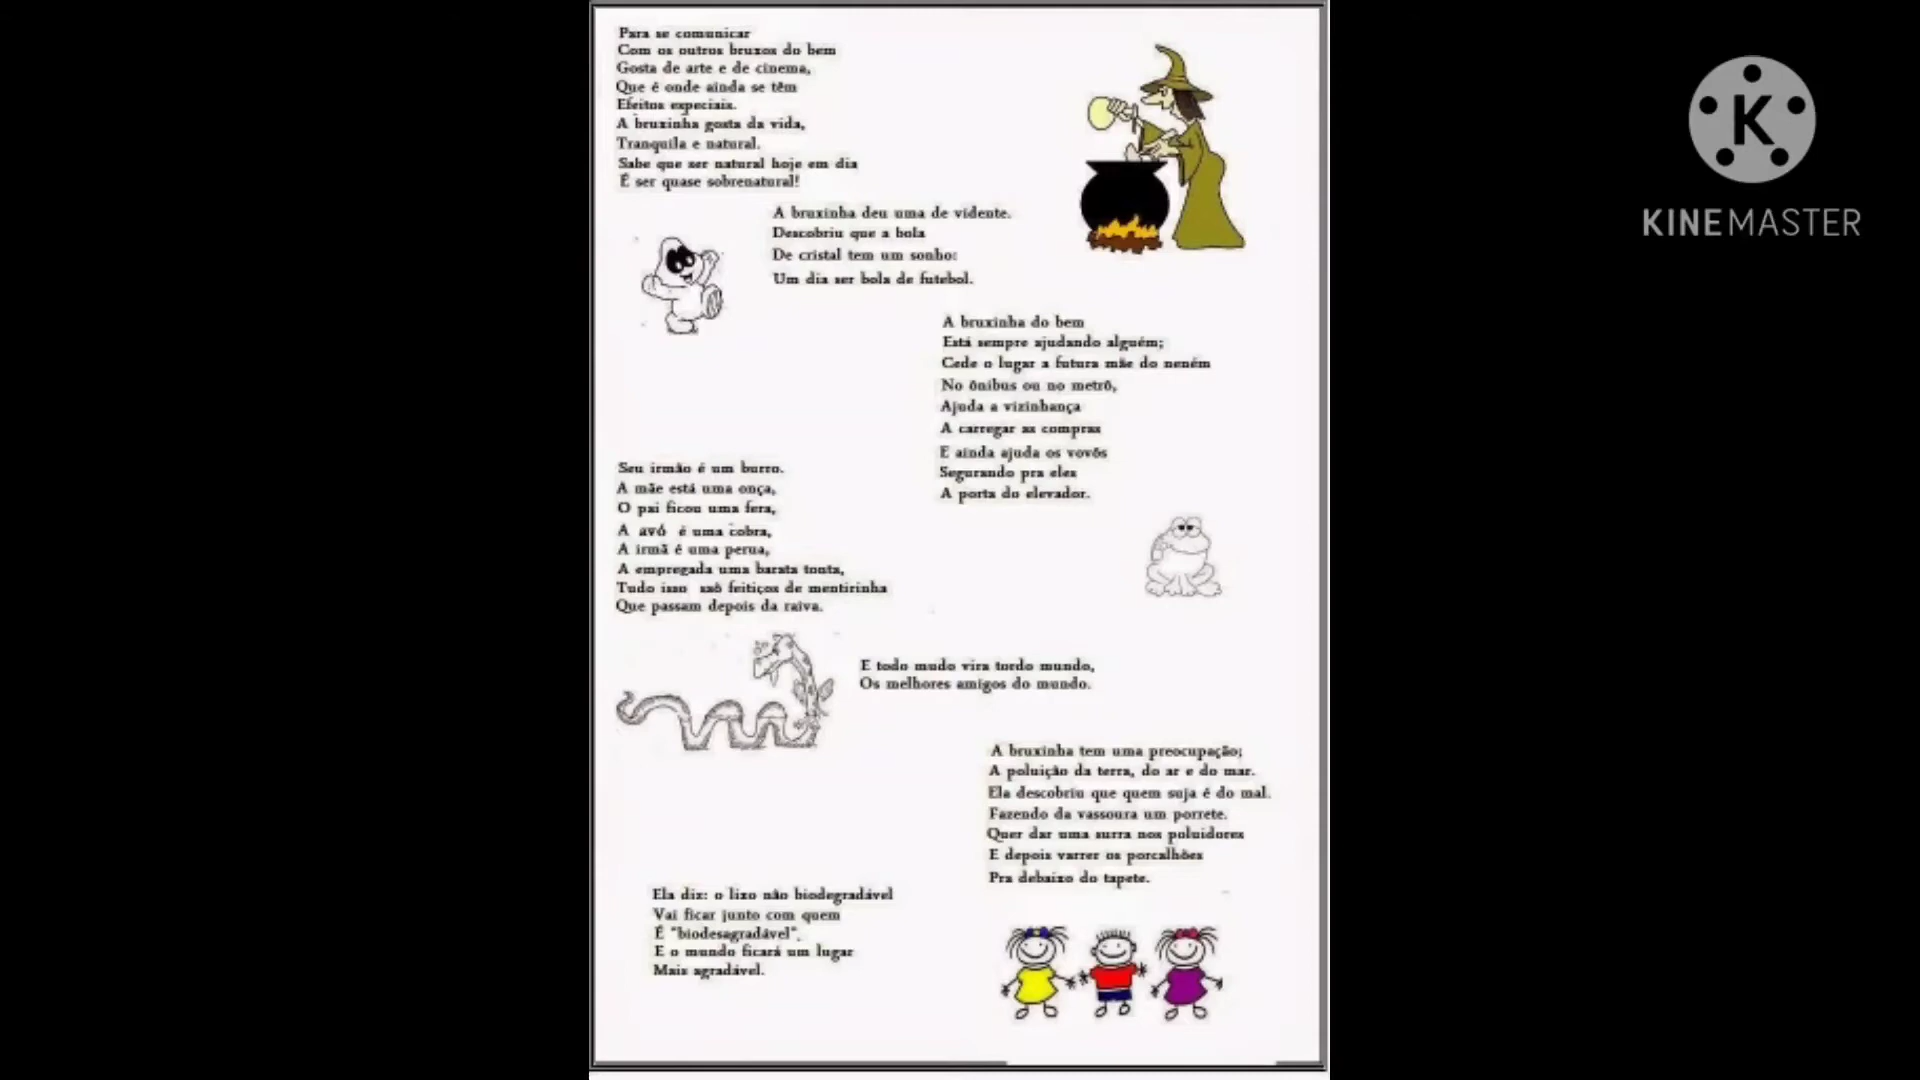 Para se comunicar
Com os outros bruxos do bem
Gosta de arte e de cinema,
Que é onde ainda se têm
Efeitos especiais.
A bruxinha gosta da vida,
Tranquila e natural.
Sabe que ser natural hoje em dia
É ser quase sobrenatural!
A bruxinha deu uma de vidente.
Descobriu que a bola
De cristal tem um sonho:
Um dia ser bola de futebol.
A bruxinha do bem
Está sempre ajudando alguém;
Cede o lugar a futura mãe do neném
No ônibus ou no metrô,
Ajuda a vizinhança
A carregar as compras
E ainda ajuda os vovôs
Segurando pra eles
A porta do elevador.
Seu irmão é um burro.
A mãe está uma onça,
O pai ficou uma fera,
A avó é uma cobra,
A irmã é uma perua,
A empregada uma barata tonta,
Tudo isso saõ feitiços de mentirinha
Que passam depois da raiva.
E todo mudo vira tordo mundo,
Os melhores amigos do mundo.
A bruxinha tem uma preocupação;
A poluição da terra, do ar e do mar.
Ela descobriu que quem suja é do mal.
Fazendo da vassoura um porrete.
Quer dar uma surra nos poluidores
E depois varrer os porcalhões
Pra debaixo do tapete.
Ela diz: o lixo não biodegradável
Vai ficar junto com quem
É "biodesagradável".
E o mundo ficará um lugar
Mais agradável.
K
KINEMASTER